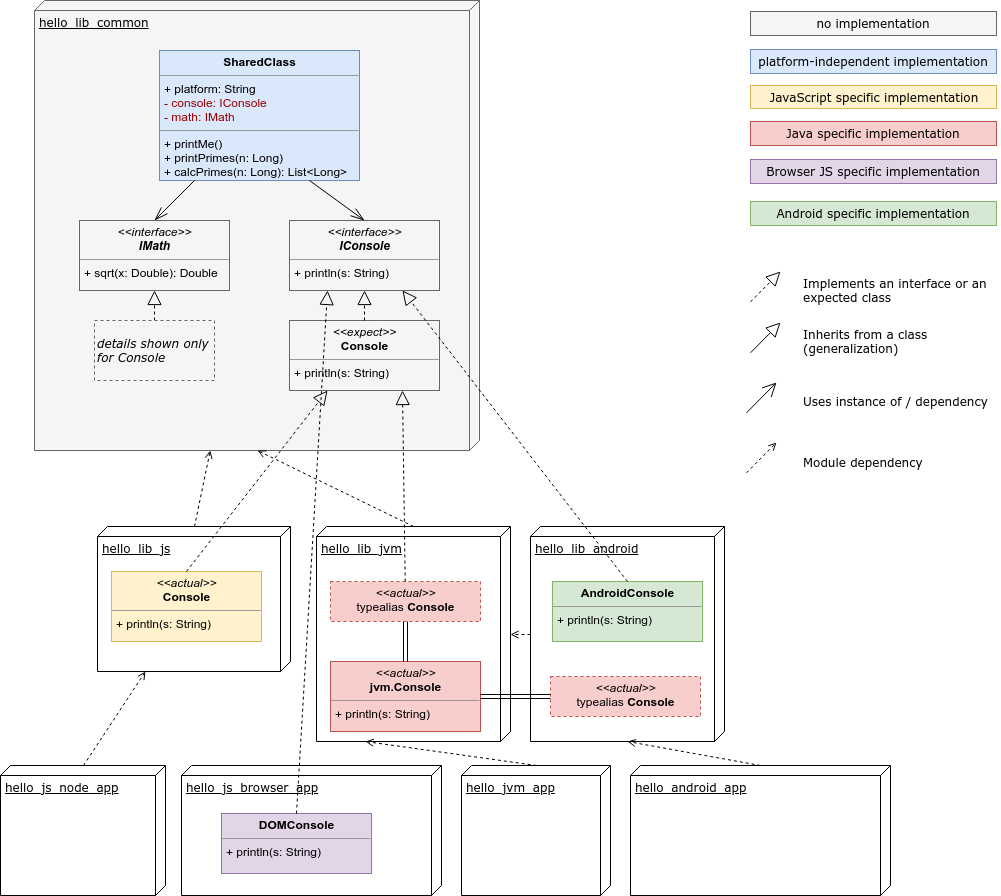 hello_lib_common
SharedClass
+ platform: String
- console: IConsole
- math: IMath
+ printMe()
+ printPrimes(n: Long)
+ calcPrimes(n: Long): List<Long>
<<interface>>
IMath
+ sqrt(x: Double): Double
<<interface>>
IConsole
+ println(s: String)
details shown only
for Console
<<expect>>
Console
+ println(s: String)
no implementation
platform-independent implementation
JavaScript specific implementation
Java specific implementation
Browser JS specific implementation
Android specific implementation
Implements an interface or an
expected class
Inherits from a class
(generalization)
Uses instance of / dependency
Module dependency
hello_lib_js
<<actual>>
Console
+ println(s: String)
hello_lib_jvm
<<actual>>
typealias Console
<<actual>>
jvm.Console
+ println(s: String)
hello_lib_android
AndroidConsole
+ println(s: String)
<<actual>>
typealias Console
hello_js_node_app
hello_js_browser_app
DOMConsole
+ println(s: String)
hello_jvm_app
hello_android_app